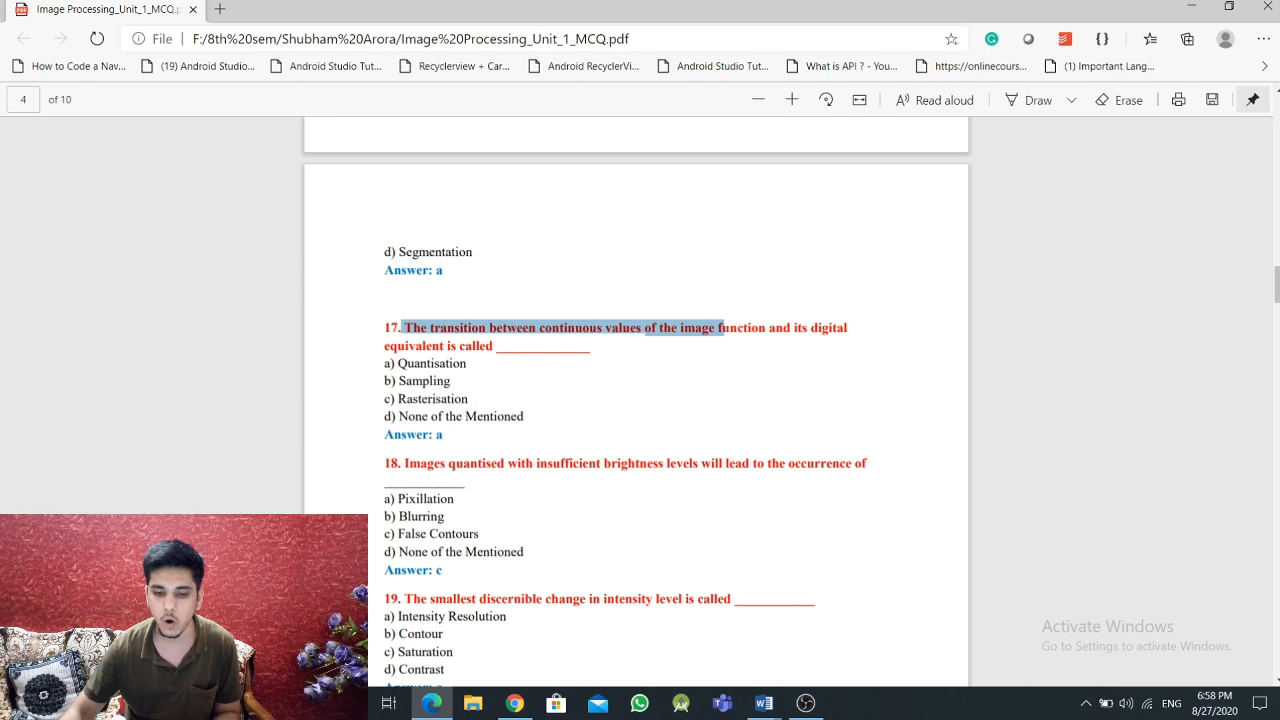 Image_Processing_Unit_1_MCQ.p
File F:/8th%20sem/Shubham%20Arora/Image%20Processing_Unit_1_MCQ.pdf
How to Code a Nav... (19) Android Studio... Android Studio Tut... Recyclerview + Car... Android RecyclerVi... Android Studio Tut... What is API ? - You... https://onlinecours... (1) Important Lang...
4 of 10 Read aloud Draw Erase
d) Segmentation
Answer: a
17. The transition between continuous values of the image function and its digital
equivalent is called ______________
a) Quantisation
b) Sampling
c) Rasterisation
d) None of the Mentioned
Answer: a
18. Images quantised with insufficient brightness levels will lead to the occurrence of
____________
a) Pixillation
b) Blurring
c) False Contours
d) None of the Mentioned
Answer: c
19. The smallest discernible change in intensity level is called ____________
a) Intensity Resolution
b) Contour
c) Saturation
d) Contrast
Activate Windows
Go to Settings to activate Windows.
ENG
6:58 PM
8/27/2020